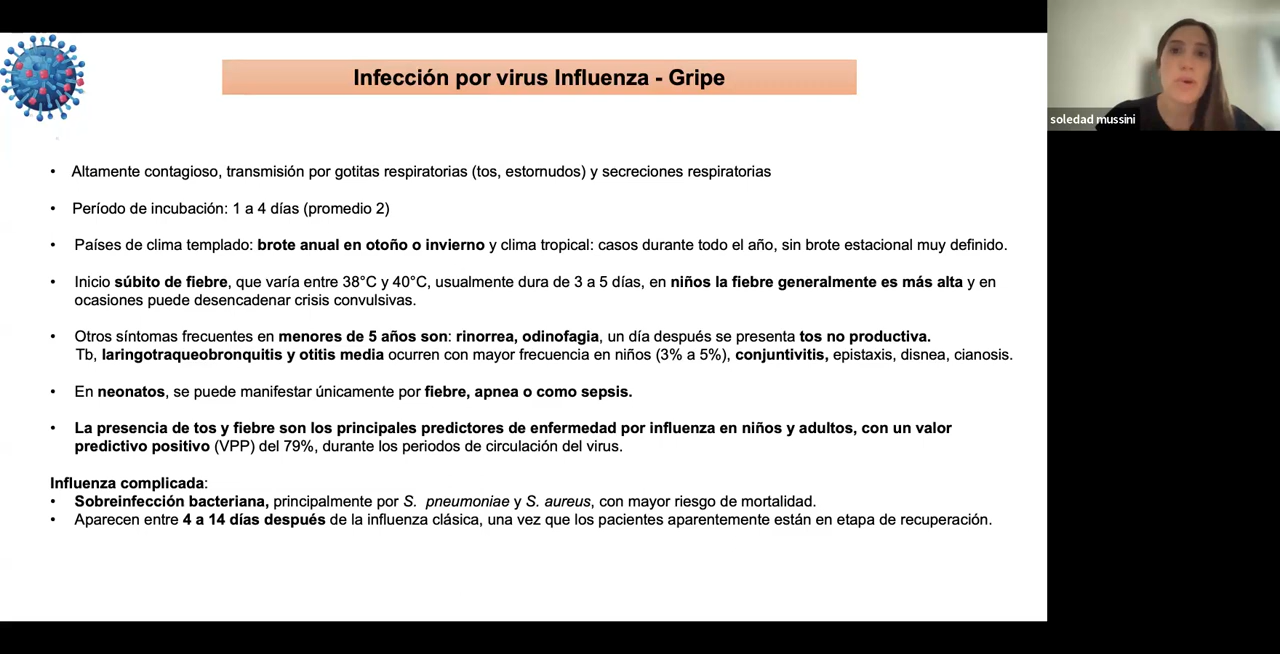 Infección por virus Influenza - Gripe
soledad mussini
• Altamente contagioso, transmisión por gotitas respiratorias (tos, estornudos) y secreciones respiratorias
• Período de incubación: 1 a 4 días (promedio 2)
• Países de clima templado: brote anual en otoño o invierno y clima tropical: casos durante todo el año, sin brote estacional muy definido.
• Inicio súbito de fiebre, que varía entre 38°C y 40°C, usualmente dura de 3 a 5 días, en niños la fiebre generalmente es más alta y en
ocasiones puede desencadenar crisis convulsivas.
• Otros síntomas frecuentes en menores de 5 años son: rinorrea, odinofagia, un día después se presenta tos no productiva.
Tb, laringotraqueobronquitis y otitis media ocurren con mayor frecuencia en niños (3% a 5%), conjuntivitis, epistaxis, disnea, cianosis.
• En neonatos, se puede manifestar únicamente por fiebre, apnea o como sepsis.
• La presencia de tos y fiebre son los principales predictores de enfermedad por influenza en niños y adultos, con un valor
predictivo positivo (VPP) del 79%, durante los periodos de circulación del virus.
Influenza complicada:
• Sobreinfección bacteriana, principalmente por S. pneumoniae y S. aureus, con mayor riesgo de mortalidad.
• Aparecen entre 4 a 14 días después de la influenza clásica, una vez que los pacientes aparentemente están en etapa de recuperación.